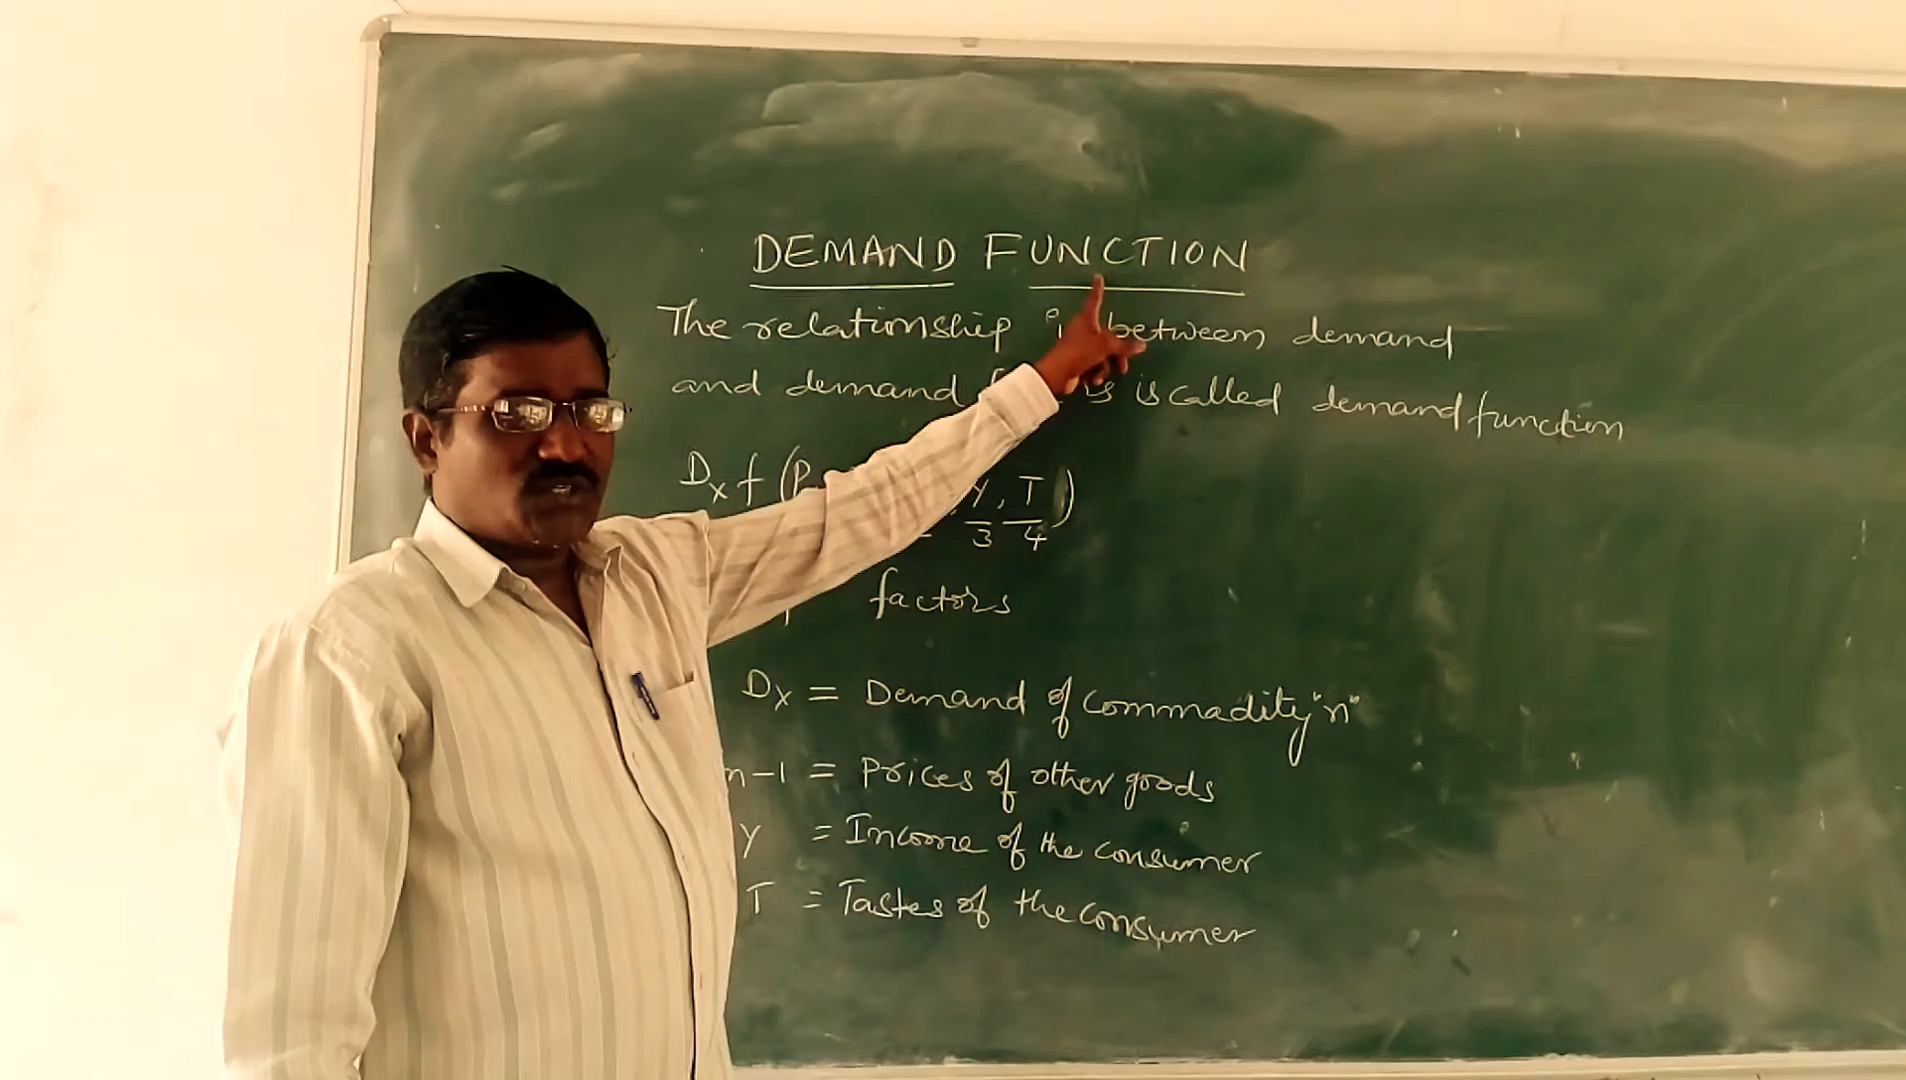 DEMAND FUNCTION
The relationship between demand
and demand is called demand function
Dx f (P Y, T )
3 4
factors
Dx = Demand of commadity "n"
n-1 = Prices of other goods
Y = Income of the consumer
T = Tastes of the consumer